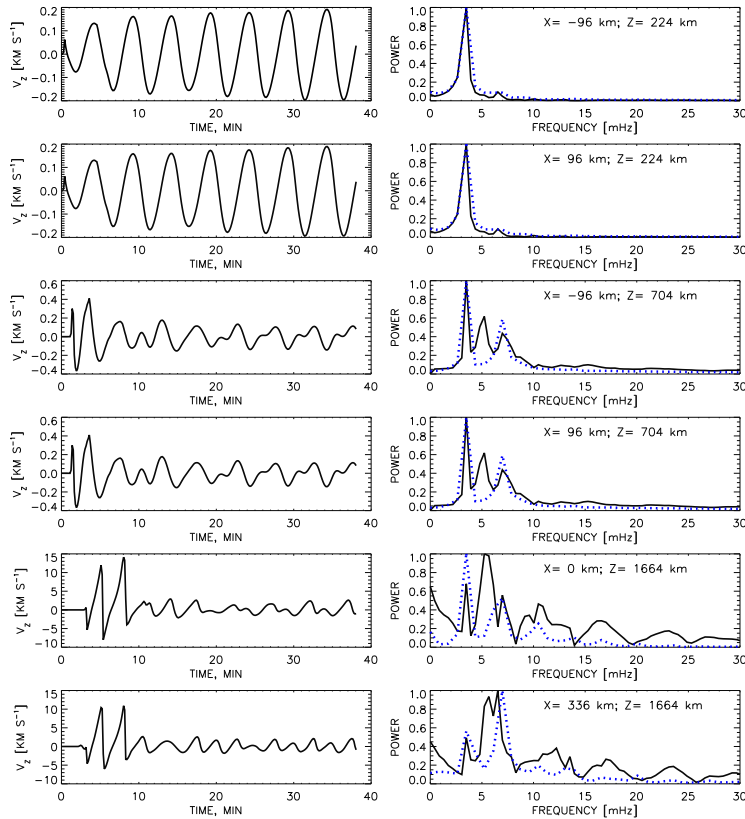 0.2
0.1
0.0
-0.1
-0.2
V_z [KM S⁻¹]
0 10 20 30 40
TIME, MIN
1.0
0.8
0.6
0.4
0.2
0.0
POWER
X= -96 km; Z= 224 km
0 5 10 15 20 25 30
FREQUENCY [mHz]
0.2
0.1
0.0
-0.1
-0.2
V_z [KM S⁻¹]
0 10 20 30 40
TIME, MIN
1.0
0.8
0.6
0.4
0.2
0.0
POWER
X= 96 km; Z= 224 km
0 5 10 15 20 25 30
FREQUENCY [mHz]
0.6
0.4
0.2
0.0
-0.2
-0.4
V_z [KM S⁻¹]
0 10 20 30 40
TIME, MIN
1.0
0.8
0.6
0.4
0.2
0.0
POWER
X= -96 km; Z= 704 km
0 5 10 15 20 25 30
FREQUENCY [mHz]
0.6
0.4
0.2
0.0
-0.2
-0.4
V_z [KM S⁻¹]
0 10 20 30 40
TIME, MIN
1.0
0.8
0.6
0.4
0.2
0.0
POWER
X= 96 km; Z= 704 km
0 5 10 15 20 25 30
FREQUENCY [mHz]
15
10
5
0
-5
-10
V_z [KM S⁻¹]
0 10 20 30 40
TIME, MIN
1.0
0.8
0.6
0.4
0.2
0.0
POWER
X= 0 km; Z= 1664 km
0 5 10 15 20 25 30
FREQUENCY [mHz]
15
10
5
0
-5
-10
V_z [KM S⁻¹]
0 10 20 30 40
TIME, MIN
1.0
0.8
0.6
0.4
0.2
0.0
POWER
X= 336 km; Z= 1664 km
0 5 10 15 20 25 30
FREQUENCY [mHz]